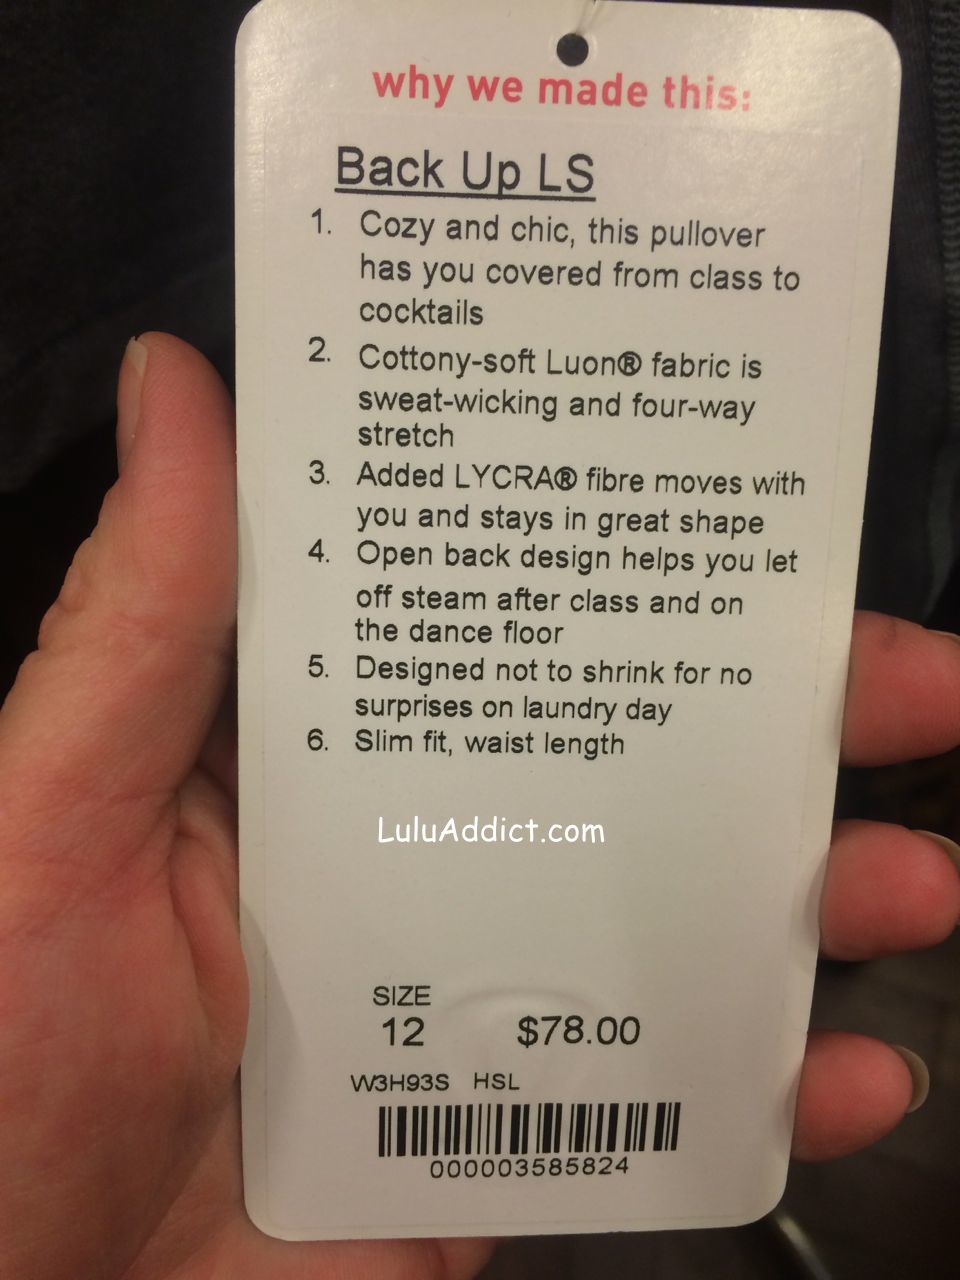 why we made this:
Back Up LS
1. Cozy and chic, this pullover
has you covered from class to
cocktails
2. Cottony-soft Luon® fabric is
sweat-wicking and four-way
stretch
3. Added LYCRA® fibre moves with
you and stays in great shape
4. Open back design helps you let
off steam after class and on
the dance floor
5. Designed not to shrink for no
surprises on laundry day
6. Slim fit, waist length
LuluAddict.com
SIZE
12 $78.00
W3H93S HSL
000003585824